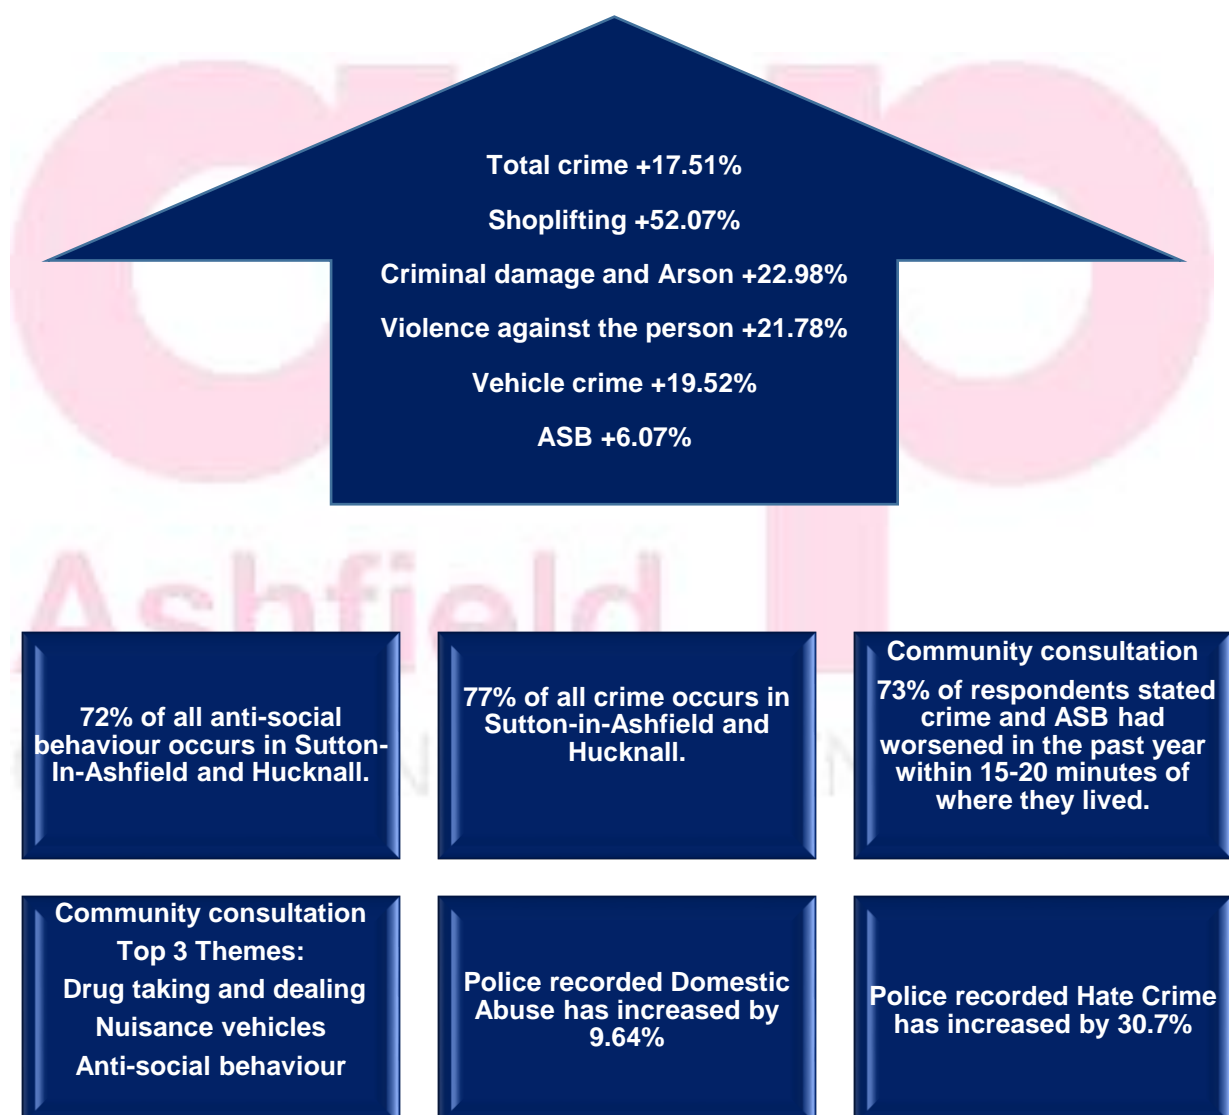 Total crime +17.51%
Shoplifting +52.07%
Criminal damage and Arson +22.98%
Violence against the person +21.78%
Vehicle crime +19.52%
ASB +6.07%
Ashfield
72% of all anti-social
behaviour occurs in Sutton-
In-Ashfield and Hucknall.
77% of all crime occurs in
Sutton-in-Ashfield and
Hucknall.
Community consultation
73% of respondents stated
crime and ASB had
worsened in the past year
within 15-20 minutes of
where they lived.
Community consultation
Top 3 Themes:
Drug taking and dealing
Nuisance vehicles
Anti-social behaviour
Police recorded Domestic
Abuse has increased by
9.64%
Police recorded Hate Crime
has increased by 30.7%